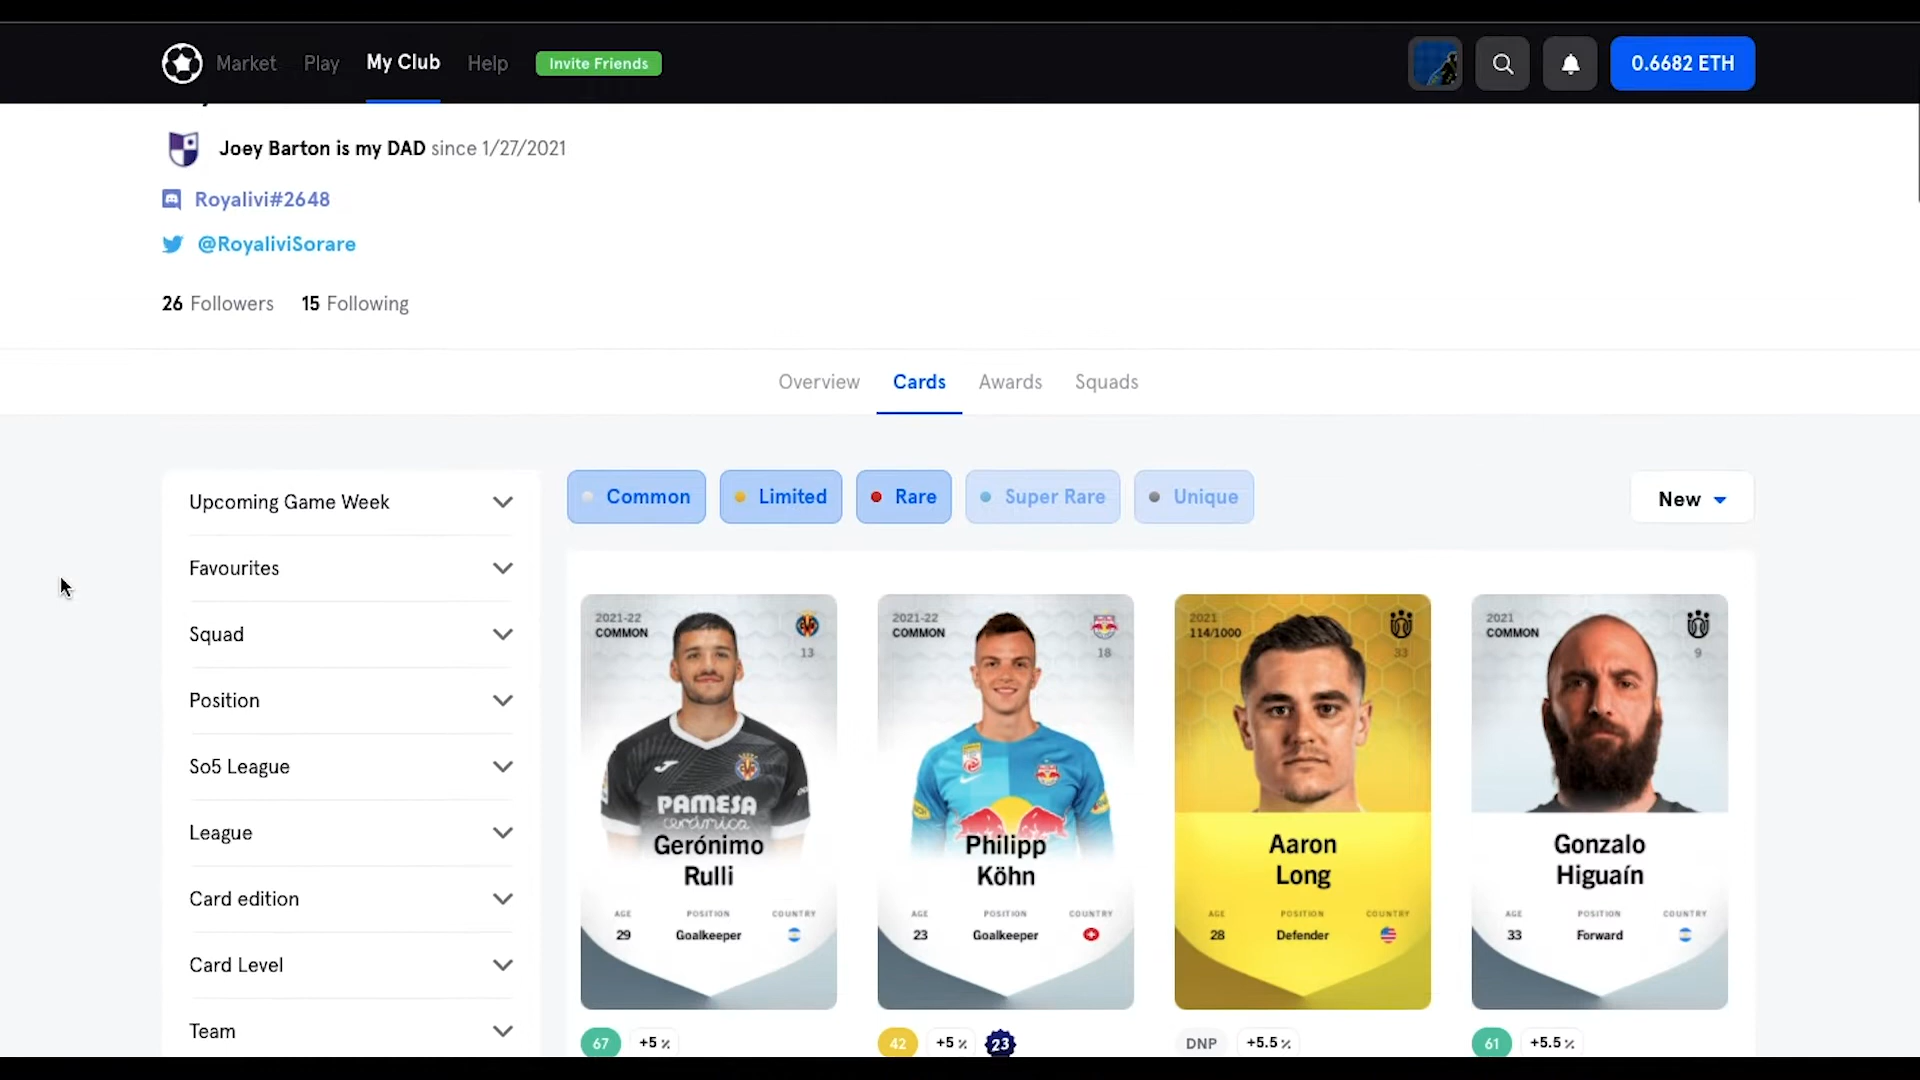 Market Play My Club Help Invite Friends 0.6682 ETH
Joey Barton is my DAD since 1/27/2021
Royalivi#2648
@RoyaliviSorare
26 Followers 15 Following
Overview Cards Awards Squads
Common Limited Rare Super Rare Unique New
Upcoming Game Week
Favourites
Squad
Position
So5 League
League
Card edition
Card Level
Team
2021-22
COMMON
13
PAMESA
cerámica
Gerónimo
Rulli
AGE POSITION COUNTRY
29 Goalkeeper
67 +5 %
2021-22
COMMON
18
Philipp
Köhn
AGE POSITION COUNTRY
23 Goalkeeper
42 +5 % 23
2021
114/1000
33
Aaron
Long
AGE POSITION COUNTRY
28 Defender
DNP +5.5 %
2021
COMMON
9
Gonzalo
Higuaín
AGE POSITION COUNTRY
33 Forward
61 +5.5 %